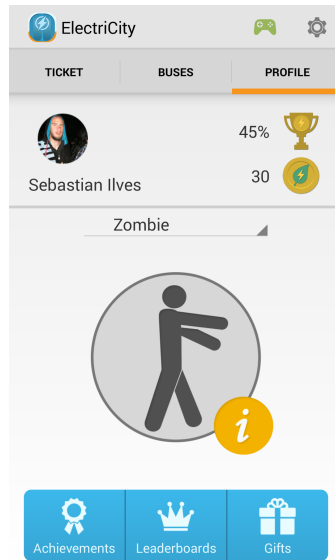 ElectriCity
TICKET BUSES PROFILE
45%
Sebastian Ilves 30
Zombie
i
Achievements Leaderboards Gifts